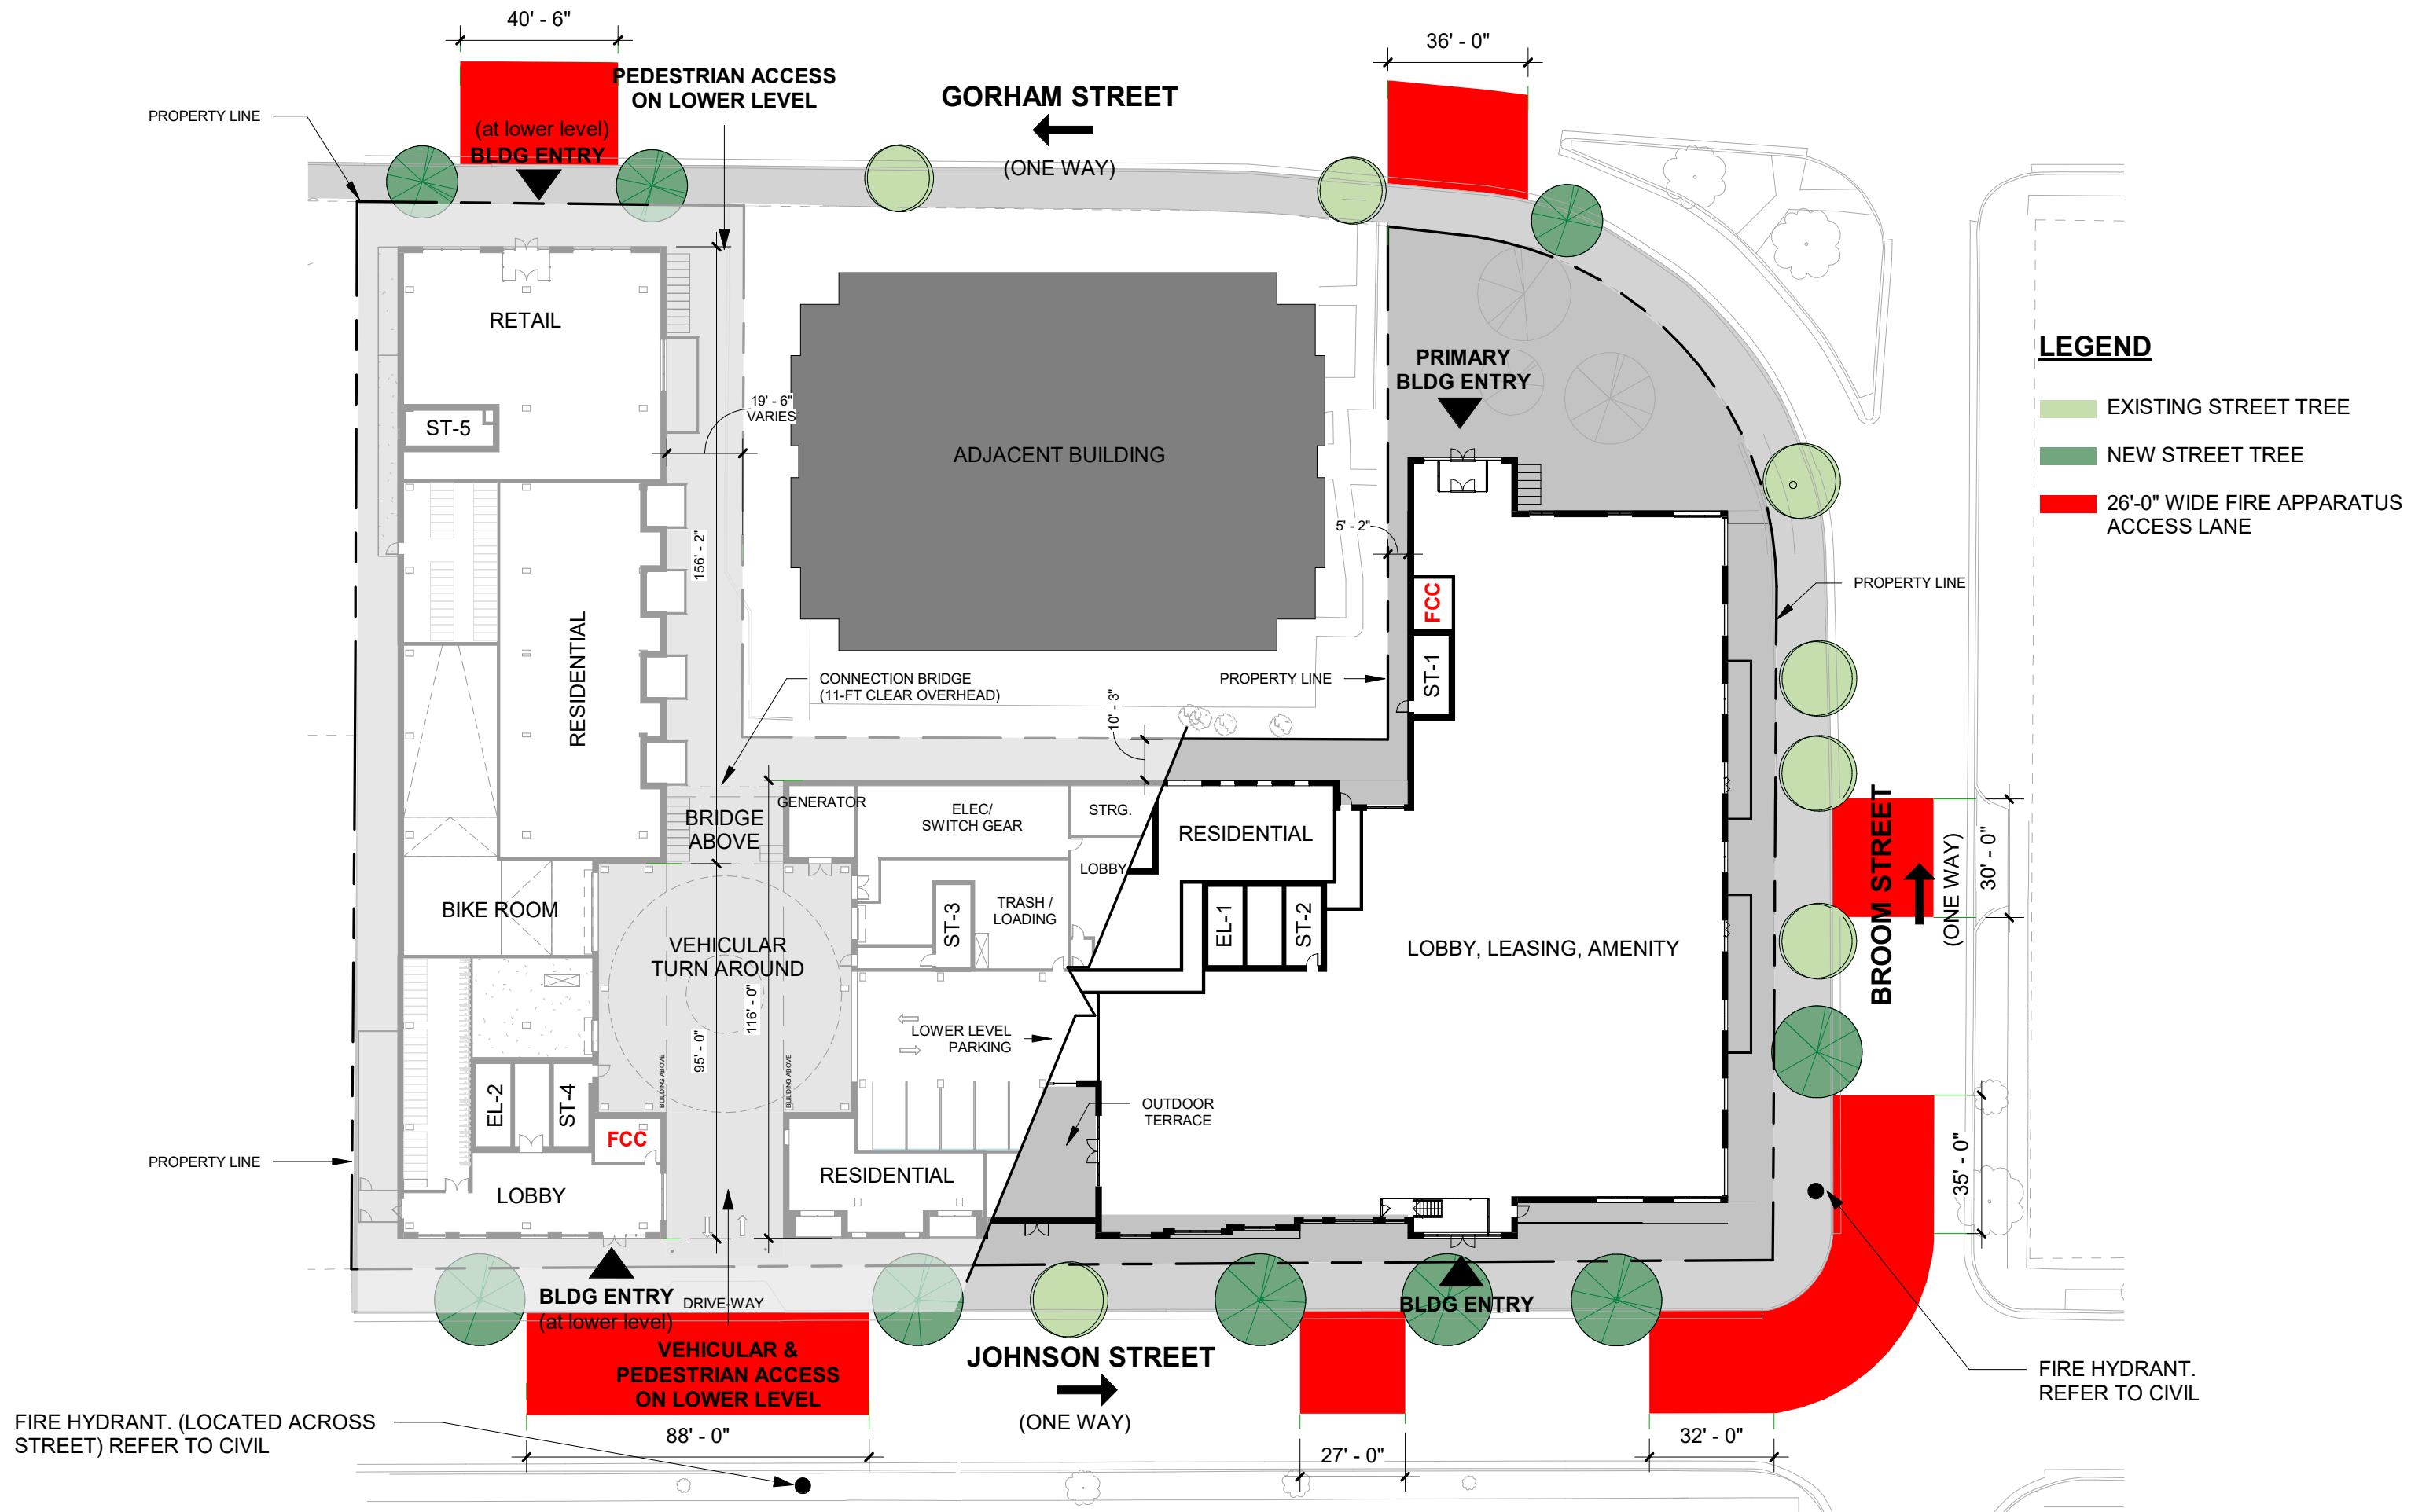 40' - 6"
36' - 0"
PEDESTRIAN ACCESS
ON LOWER LEVEL
GORHAM STREET
(ONE WAY)
PROPERTY LINE
(at lower level)
BLDG ENTRY
RETAIL
ST-5
19' - 6"
VARIES
ADJACENT BUILDING
PRIMARY
BLDG ENTRY
LEGEND
EXISTING STREET TREE
NEW STREET TREE
26'-0" WIDE FIRE APPARATUS
ACCESS LANE
5' - 2"
156' - 2"
FCC
PROPERTY LINE
RESIDENTIAL
ST-1
CONNECTION BRIDGE
(11-FT CLEAR OVERHEAD)
PROPERTY LINE
10' - 3"
GENERATOR
BRIDGE
ABOVE
ELEC/
SWITCH GEAR
STRG.
RESIDENTIAL
LOBBY
BROOM STREET
(ONE WAY)
30' - 0"
BIKE ROOM
VEHICULAR
TURN AROUND
ST-3
TRASH /
LOADING
EL-1
ST-2
LOBBY, LEASING, AMENITY
116' - 0"
95' - 0"
LOWER LEVEL
PARKING
BUILDING ABOVE
BUILDING ABOVE
EL-2
ST-4
FCC
OUTDOOR
TERRACE
35' - 0"
PROPERTY LINE
LOBBY
RESIDENTIAL
BLDG ENTRY
(at lower level)
DRIVE-WAY
BLDG ENTRY
VEHICULAR &
PEDESTRIAN ACCESS
ON LOWER LEVEL
JOHNSON STREET
(ONE WAY)
FIRE HYDRANT.
REFER TO CIVIL
FIRE HYDRANT. (LOCATED ACROSS
STREET) REFER TO CIVIL
88' - 0"
27' - 0"
32' - 0"